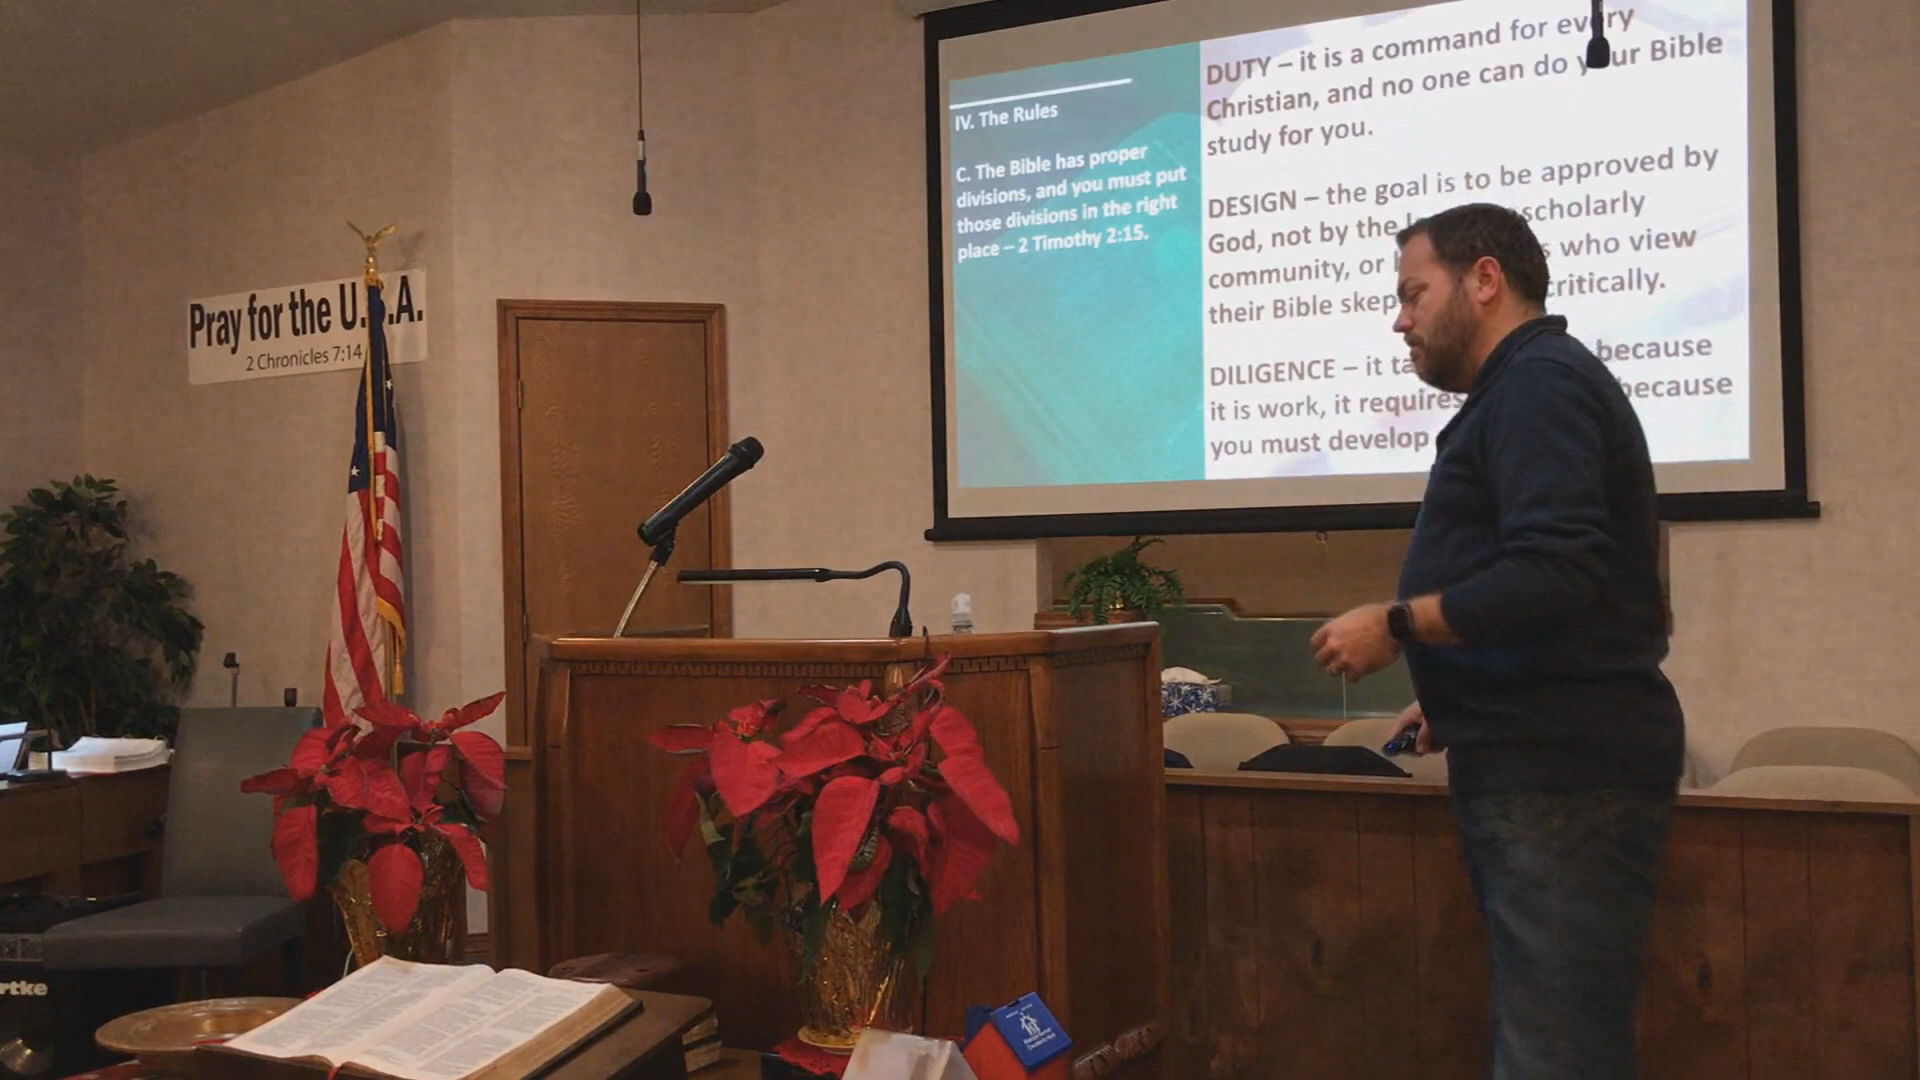 Pray for the U.S.A.
2 Chronicles 7:14
IV. The Rules
C. The Bible has proper
divisions, and you must put
those divisions in the right
place – 2 Timothy 2:15.
DUTY – it is a command for every
Christian, and no one can do your Bible
study for you.
DESIGN – the goal is to be approved by
God, not by the scholarly
community, or who view
their Bible critically.
DILIGENCE – it because
it is work, it requires because
you must develop
rtke